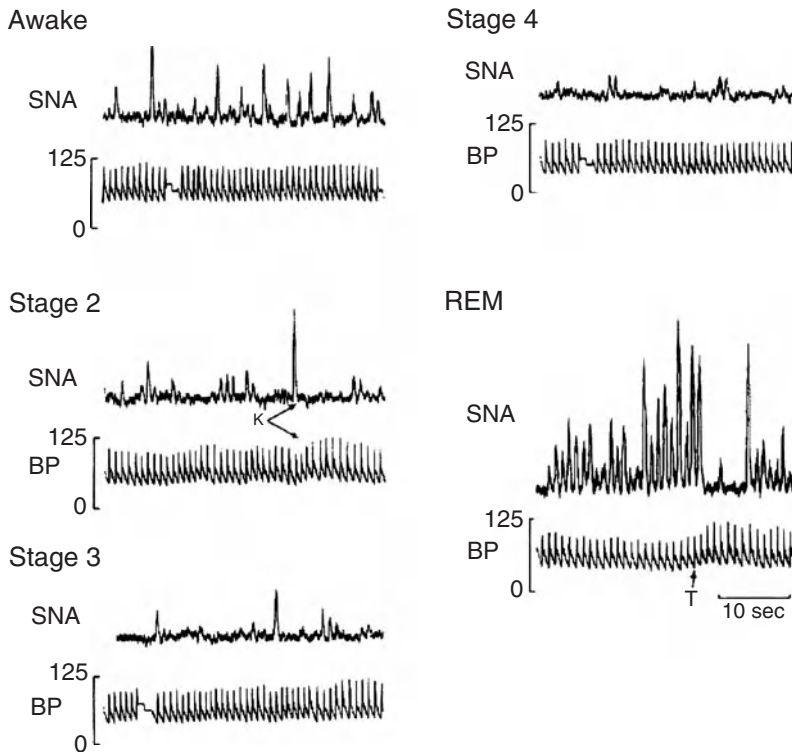 Awake
SNA
125
0
Stage 2
SNA
K
125
BP
0
Stage 3
SNA
125
BP
0
Stage 4
SNA
125
BP
0
REM
SNA
125
BP
0
T
10 sec